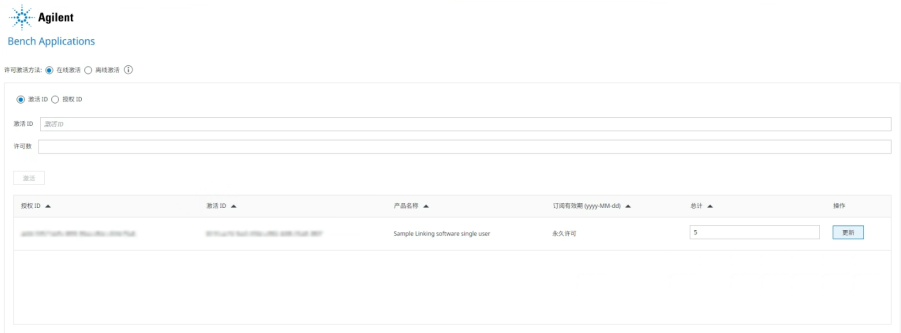 Agilent
Bench Applications
许可激活方法: 在线激活 离线激活
激活 ID 授权 ID
激活 ID 激活ID
许可数
激活
授权 ID 激活 ID 产品名称 订阅有效期 (yyyy-MM-dd) 总计 操作
Sample Linking software single user 永久许可 5 更新